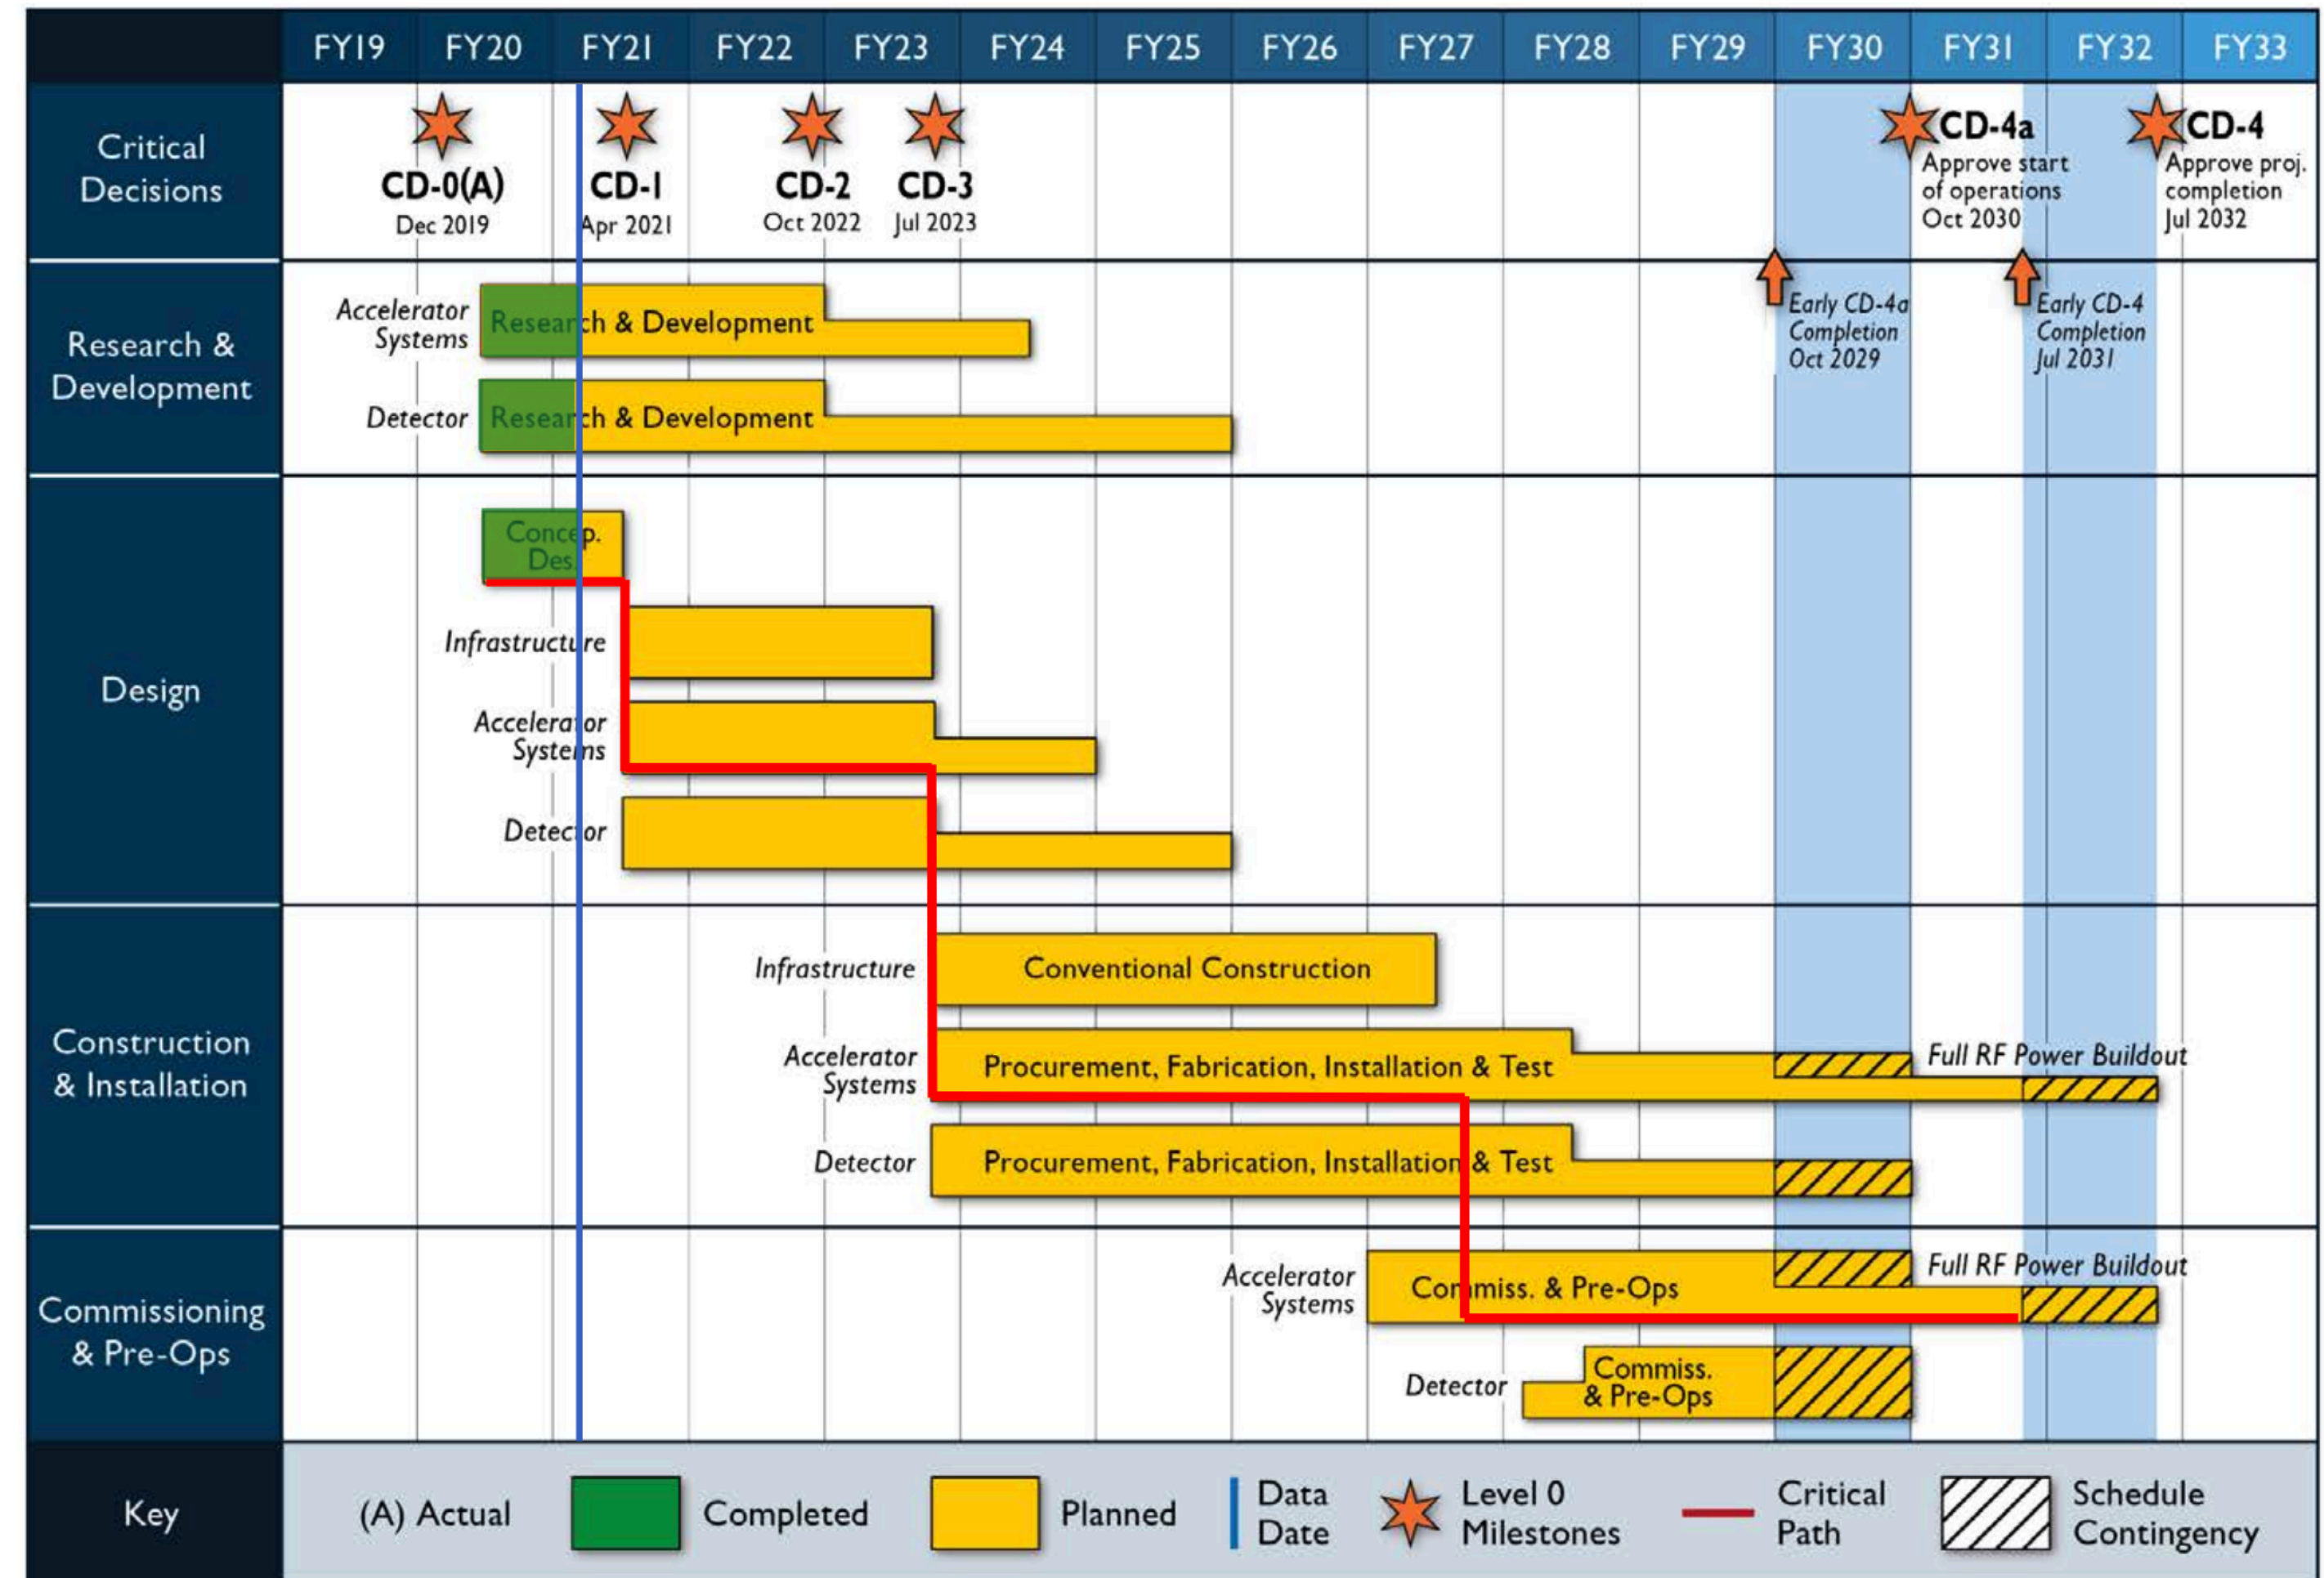 FY19 FY20 FY21 FY22 FY23 FY24 FY25 FY26 FY27 FY28 FY29 FY30 FY31 FY32 FY33
Critical
Decisions
CD-0(A)
Dec 2019
CD-1
Apr 2021
CD-2
Oct 2022
CD-3
Jul 2023
CD-4a
Approve start
of operations
Oct 2030
CD-4
Approve proj.
completion
Jul 2032
Research &
Development
Accelerator
Systems
Research & Development
Detector
Research & Development
Early CD-4a
Completion
Oct 2029
Early CD-4
Completion
Jul 2031
Design
Concep.
Des.
Infrastructure
Accelerator
Systems
Detector
Construction
& Installation
Infrastructure
Conventional Construction
Accelerator
Systems
Procurement, Fabrication, Installation & Test
Full RF Power Buildout
Detector
Procurement, Fabrication, Installation & Test
Commissioning
& Pre-Ops
Accelerator
Systems
Commiss. & Pre-Ops
Full RF Power Buildout
Detector
Commiss.
& Pre-Ops
Key
(A) Actual
Completed
Planned
Data
Date
Level 0
Milestones
Critical
Path
Schedule
Contingency